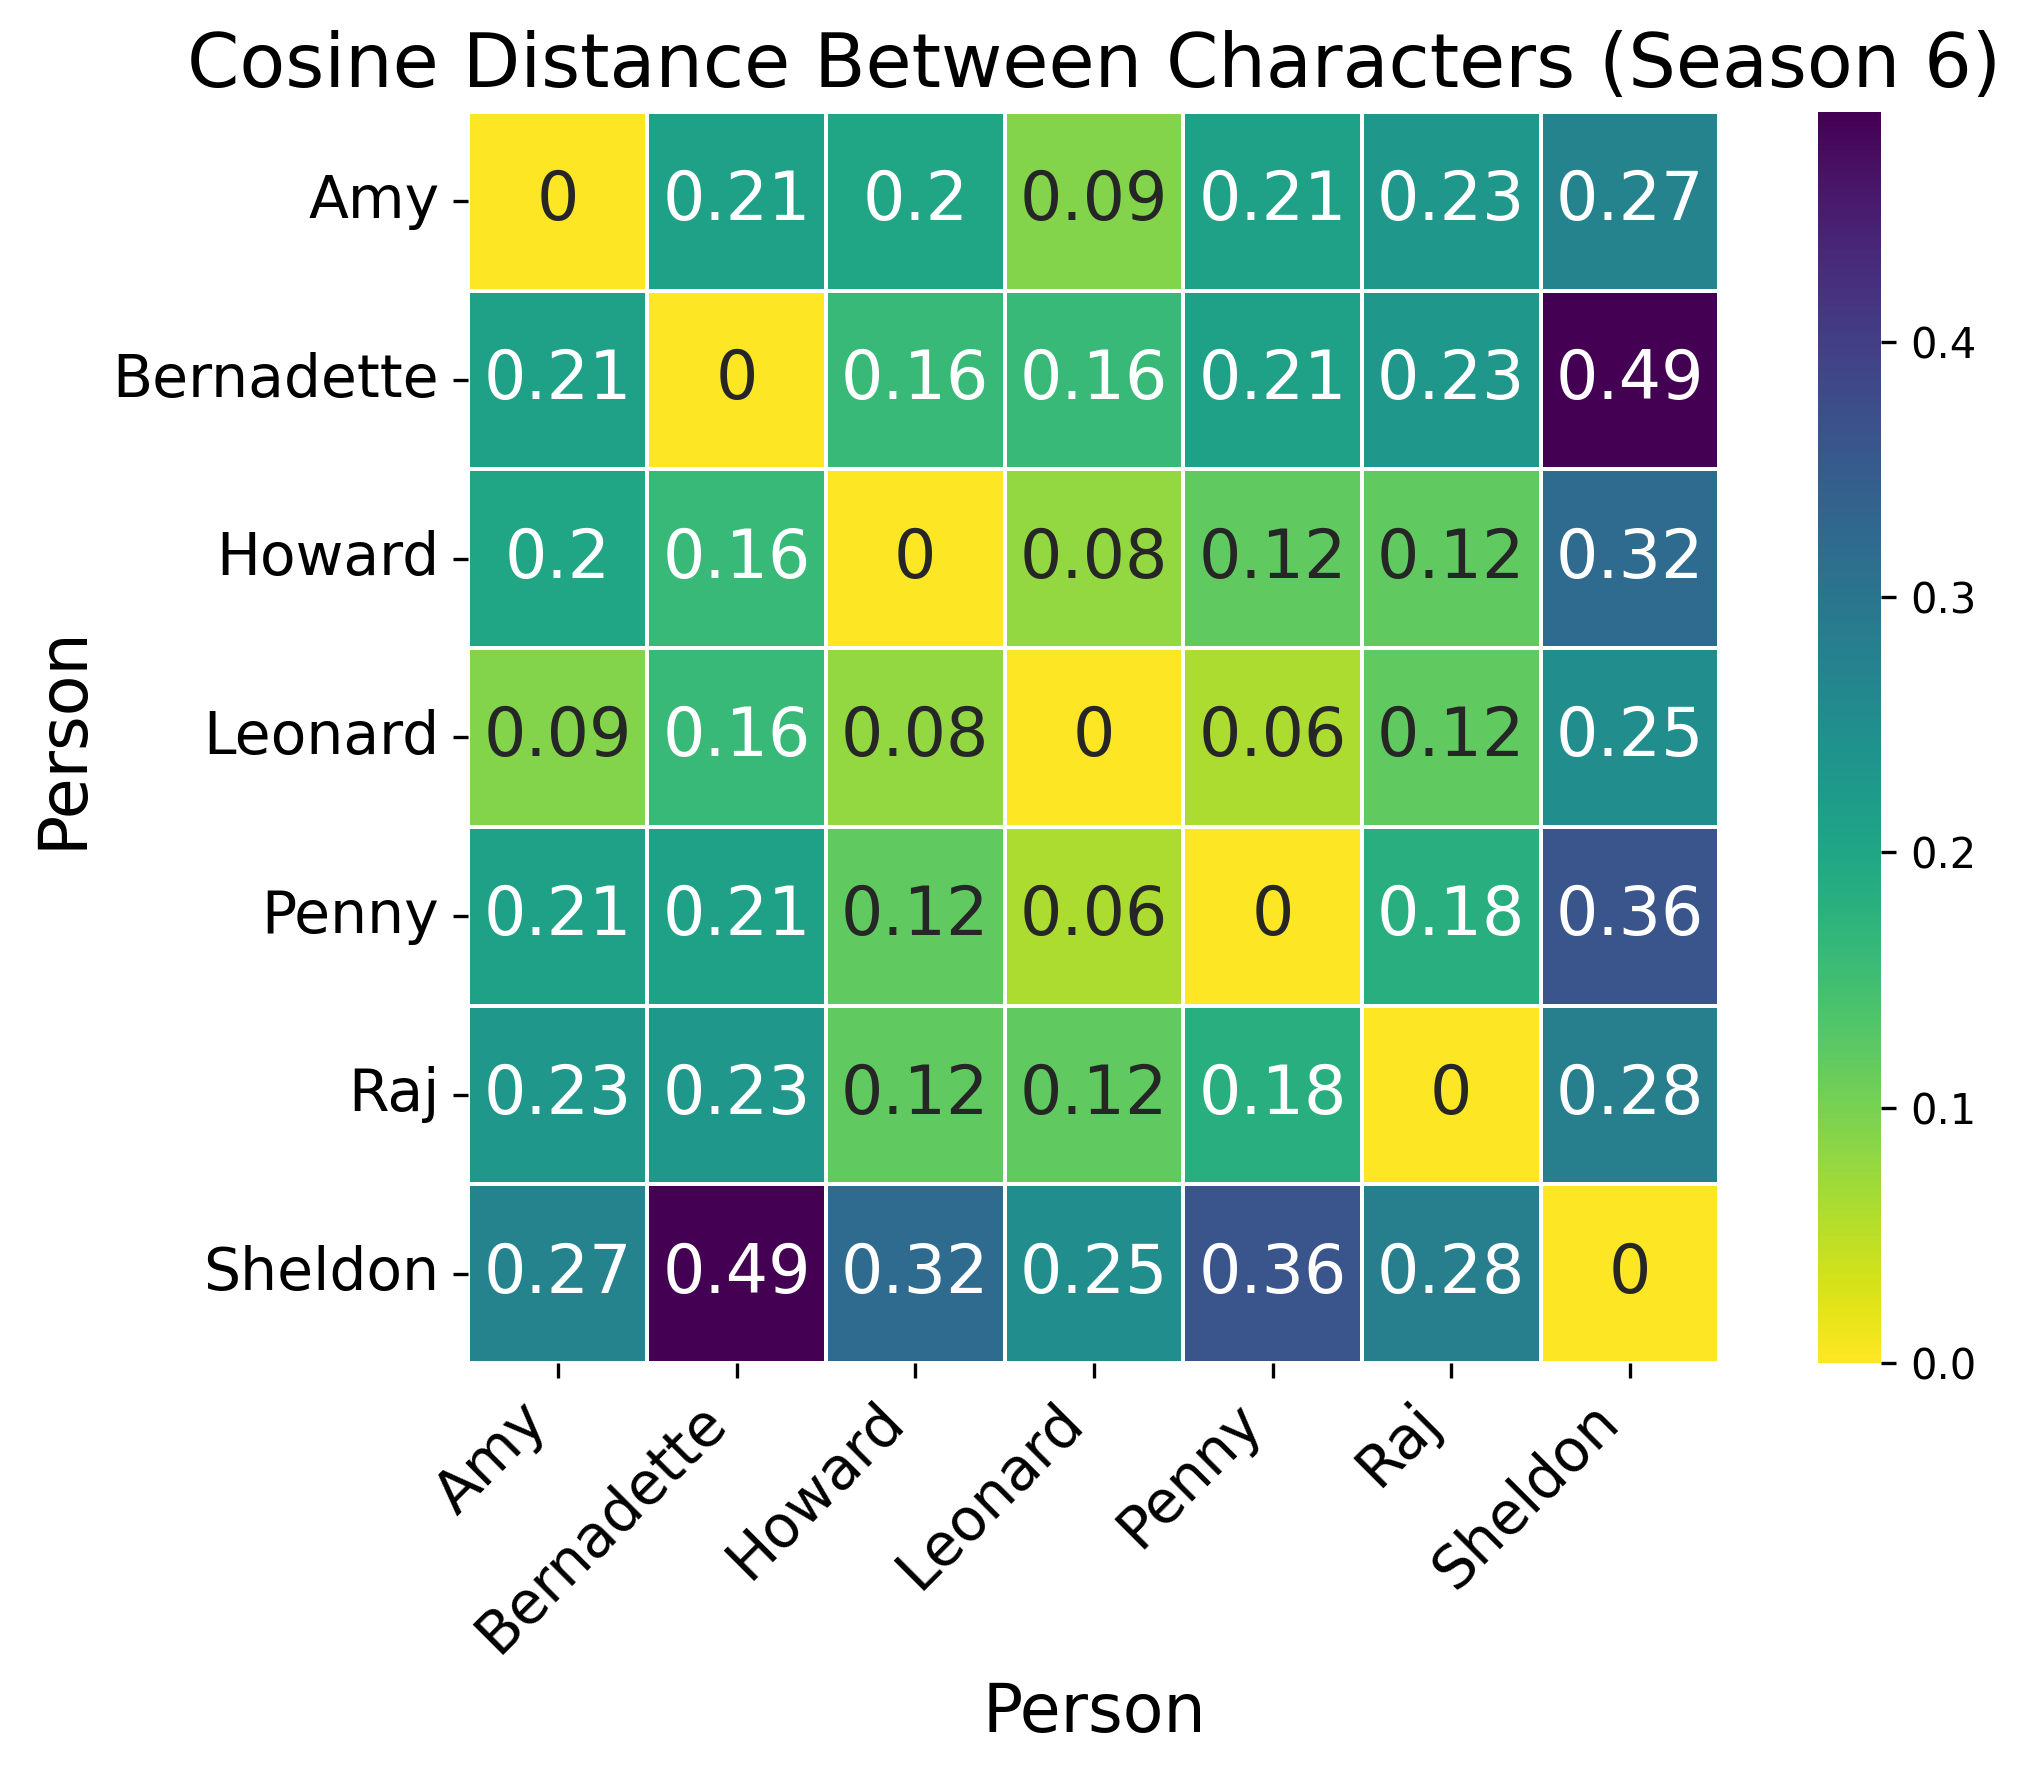 Cosine Distance Between Characters (Season 6)
Amy 0 0.21 0.2 0.09 0.21 0.23 0.27
Bernadette 0.21 0 0.16 0.16 0.21 0.23 0.49
Howard 0.2 0.16 0 0.08 0.12 0.12 0.32
Leonard 0.09 0.16 0.08 0 0.06 0.12 0.25
Penny 0.21 0.21 0.12 0.06 0 0.18 0.36
Raj 0.23 0.23 0.12 0.12 0.18 0 0.28
Sheldon 0.27 0.49 0.32 0.25 0.36 0.28 0
Person
Amy Bernadette Howard Leonard Penny Raj Sheldon
Person
0.4
0.3
0.2
0.1
0.0